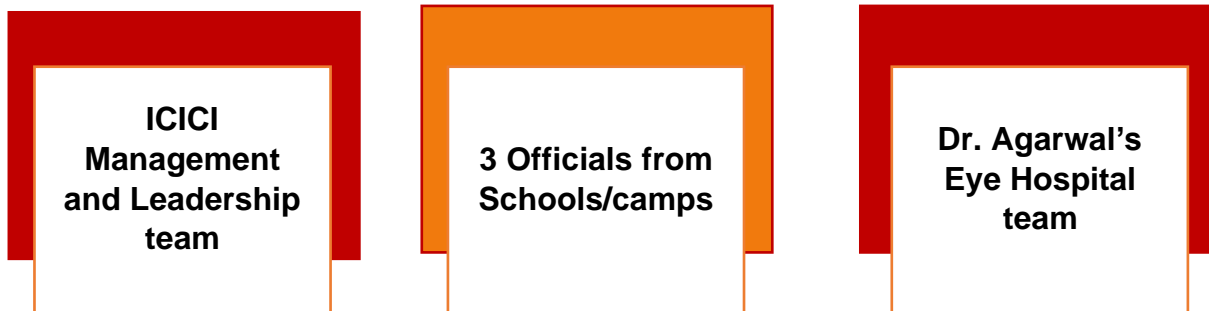 ICICI
Management
and Leadership
team
3 Officials from
Schools/camps
Dr. Agarwal’s
Eye Hospital
team